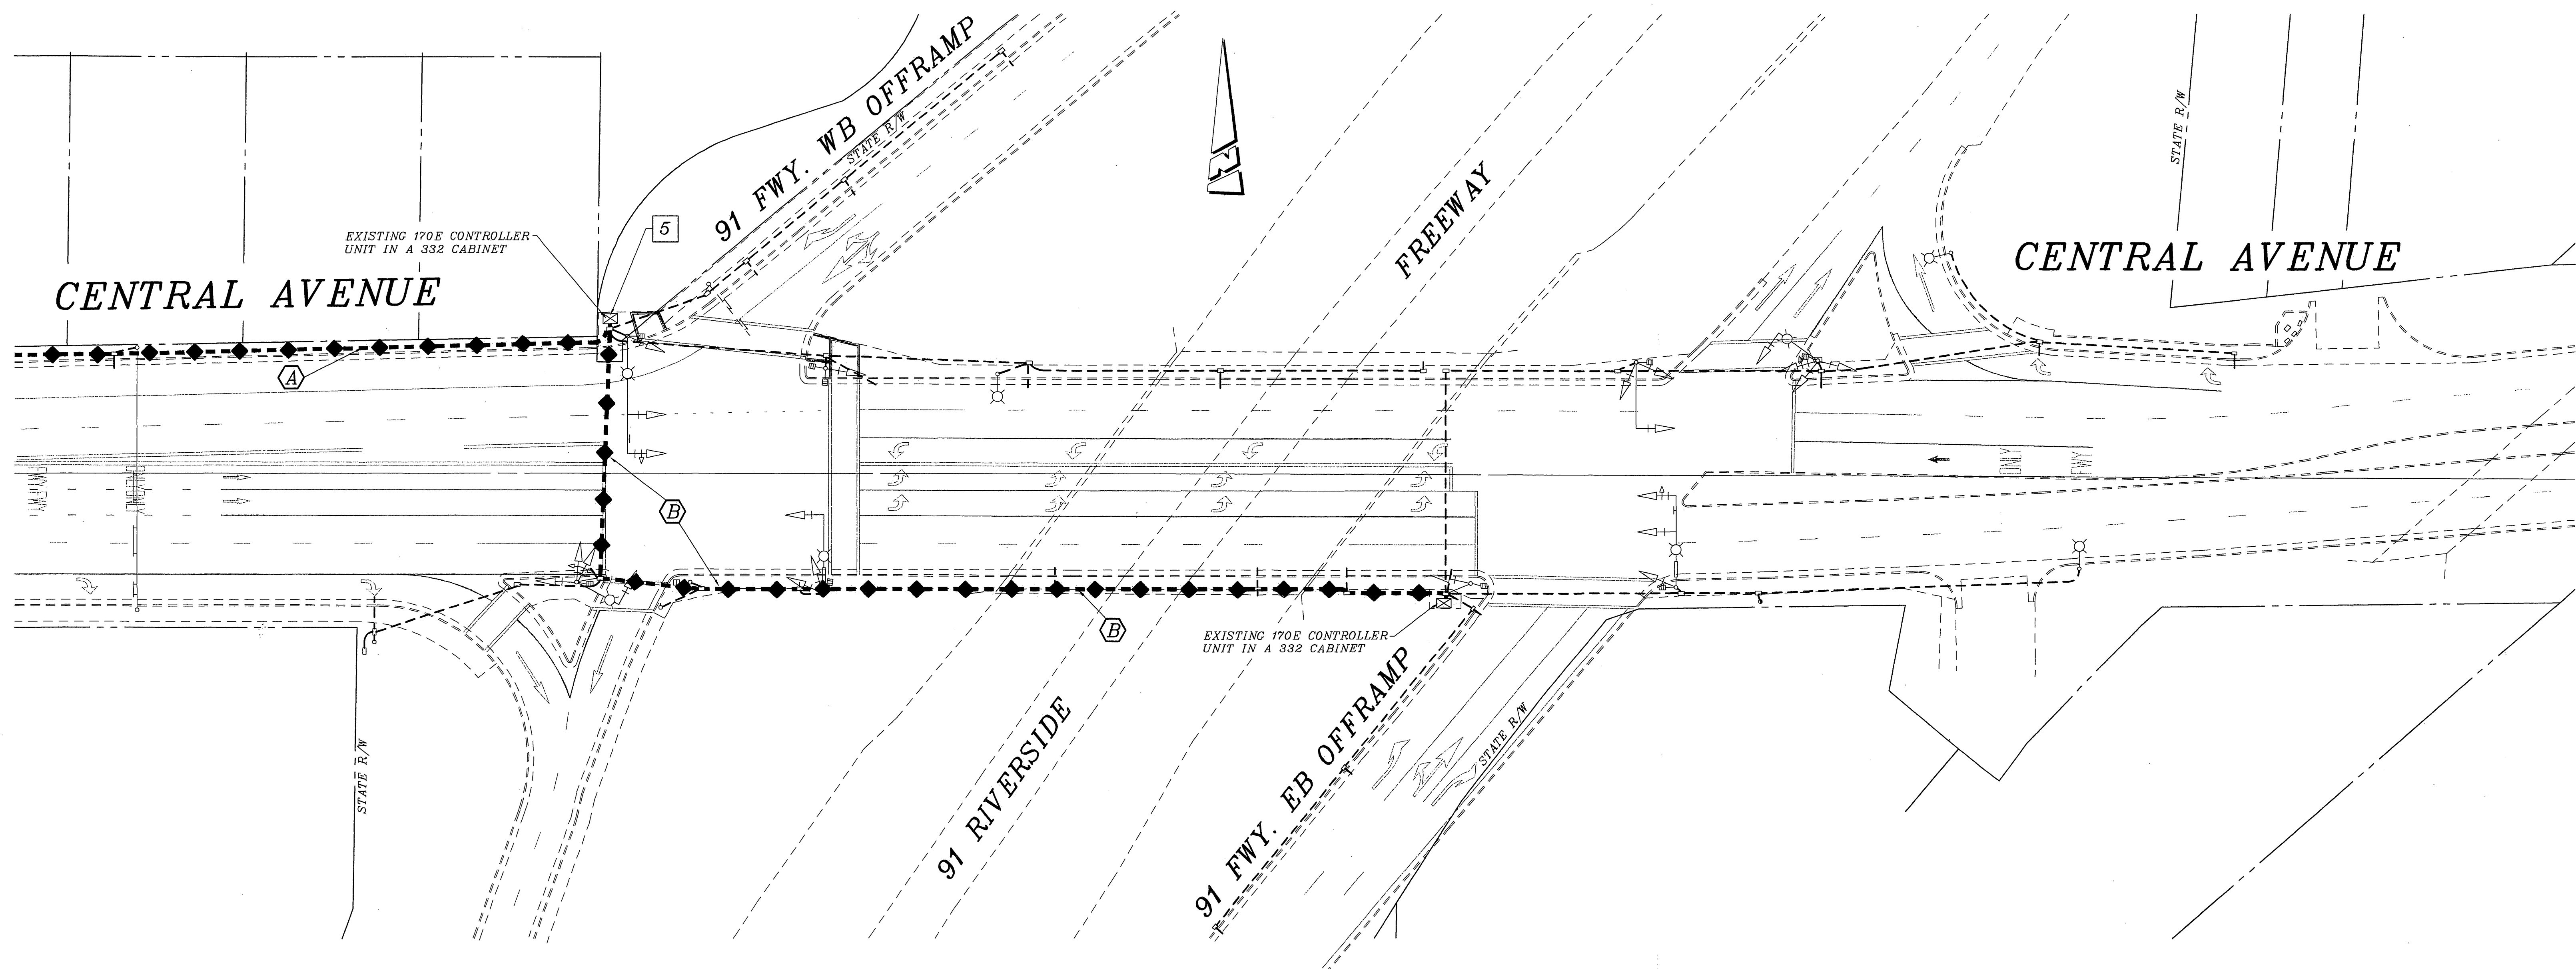 91 FWY. WB OFFRAMP
STATE R/W
FREEWAY
STATE R/W
5
EXISTING 170E CONTROLLER
UNIT IN A 332 CABINET
CENTRAL AVENUE
CENTRAL AVENUE
A
B
ONLY
FWY
B
EXISTING 170E CONTROLLER
UNIT IN A 332 CABINET
STATE R/W
91 RIVERSIDE
91 FWY. EB OFFRAMP
STATE R/W